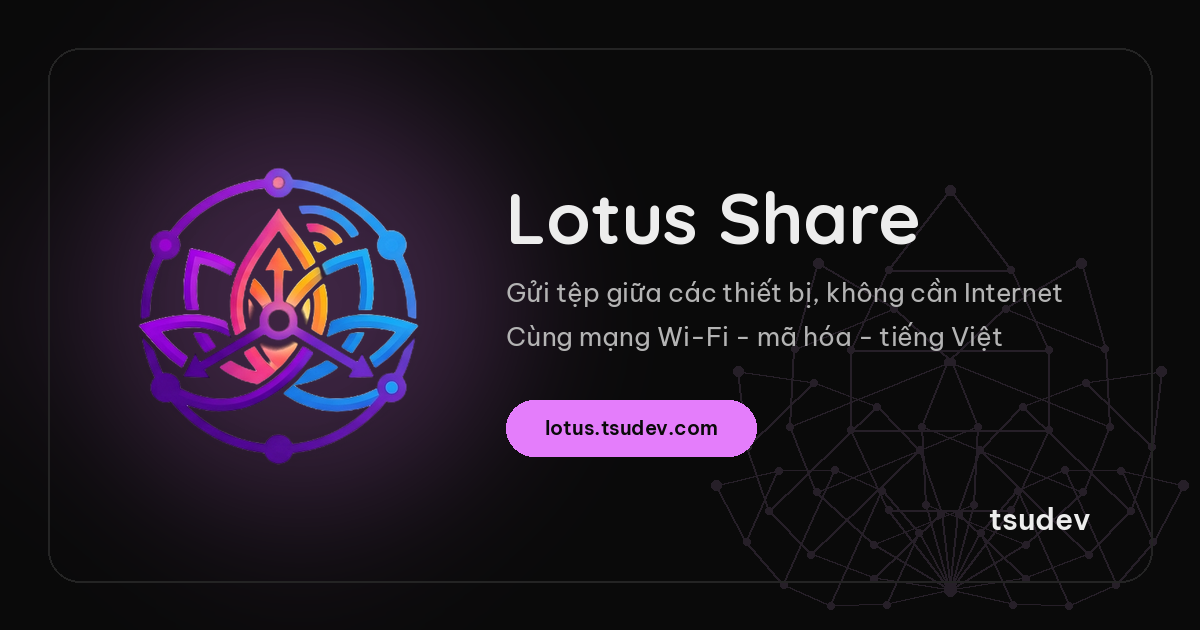 Lotus Share
Gửi tệp giữa các thiết bị, không cần Internet
Cùng mạng Wi-Fi - mã hóa - tiếng Việt
lotus.tsudev.com
tsudev